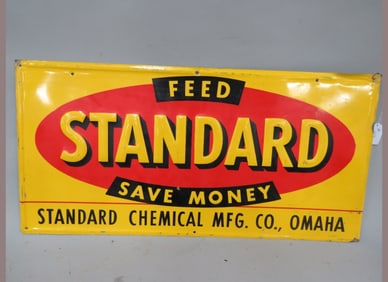 FEED
STANDARD
SAVE MONEY
STANDARD CHEMICAL MFG. CO., OMAHA